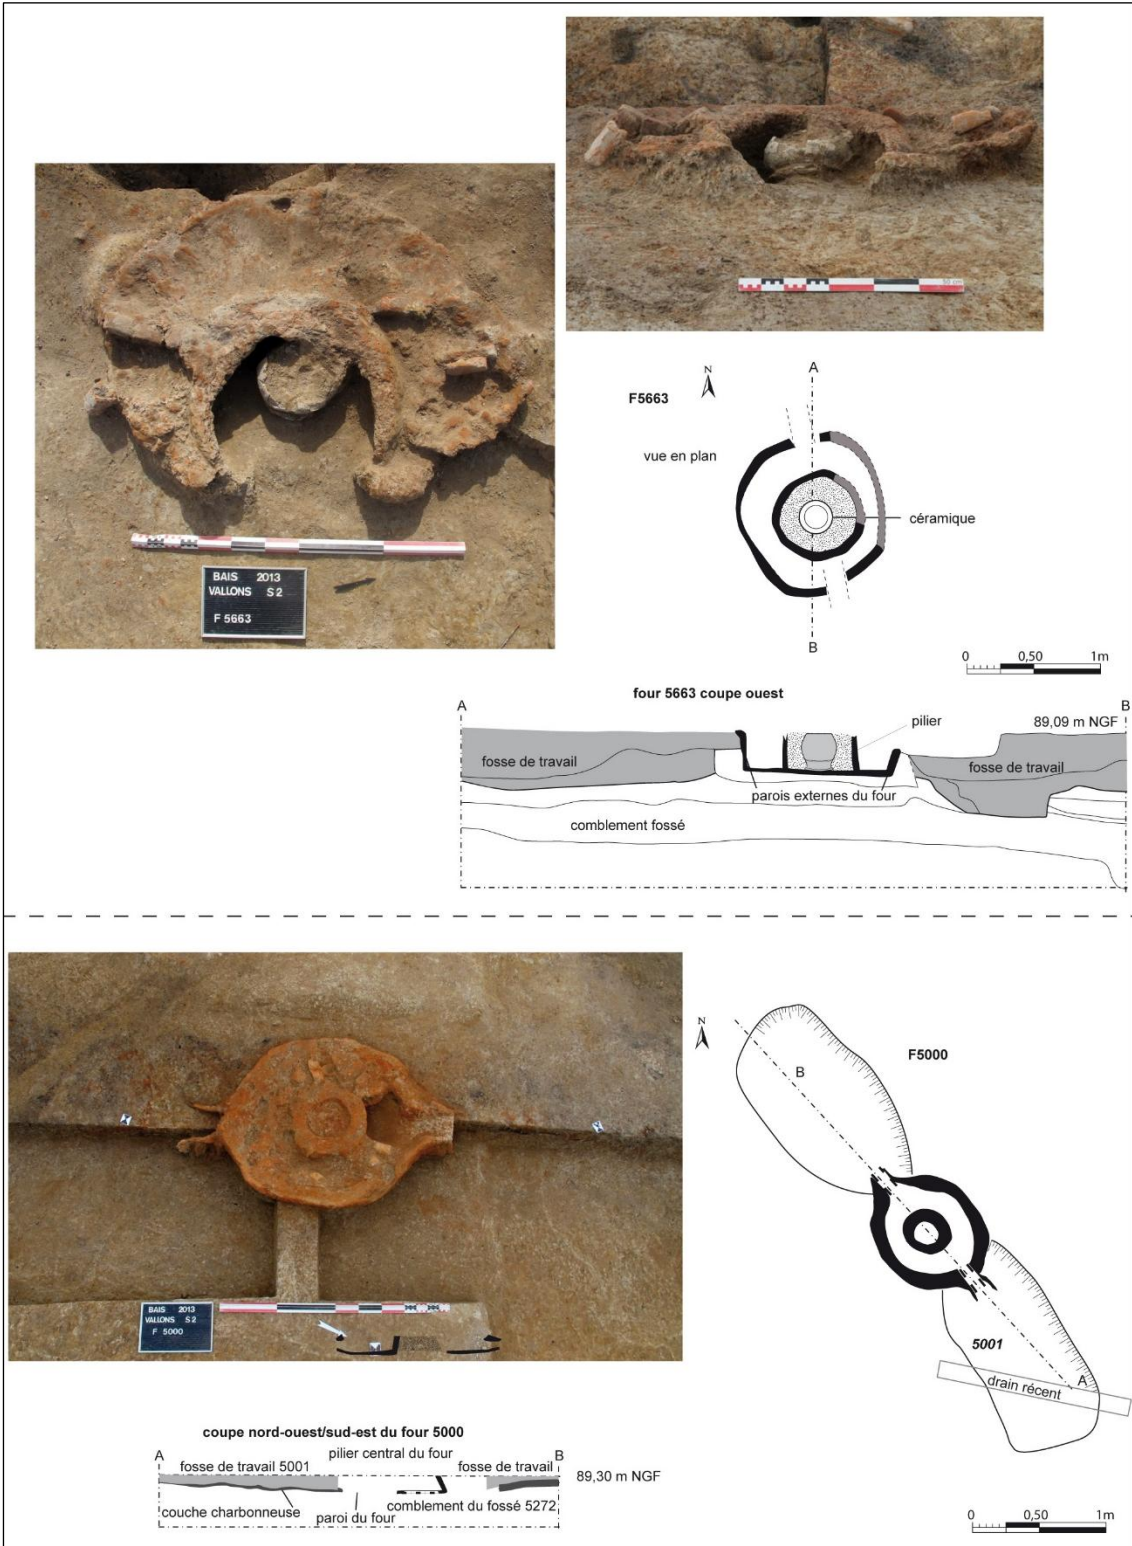 50 cm
BAIS 2013
VALLONS S2
F 5663
N
A
F5663
vue en plan
céramique
B
0 0,50 1m
four 5663 coupe ouest
A
B
pilier
89,09 m NGF
fosse de travail
fosse de travail
parois externes du four
comblement fossé
BAIS 2013
VALLONS S2
F 5000
N
F5000
B
5001
A
drain récent
coupe nord-ouest/sud-est du four 5000
A
pilier central du four
B
fosse de travail 5001
fosse de travail
89,30 m NGF
couche charbonneuse
comblement du fossé 5272
paroi du four
0 0,50 1m